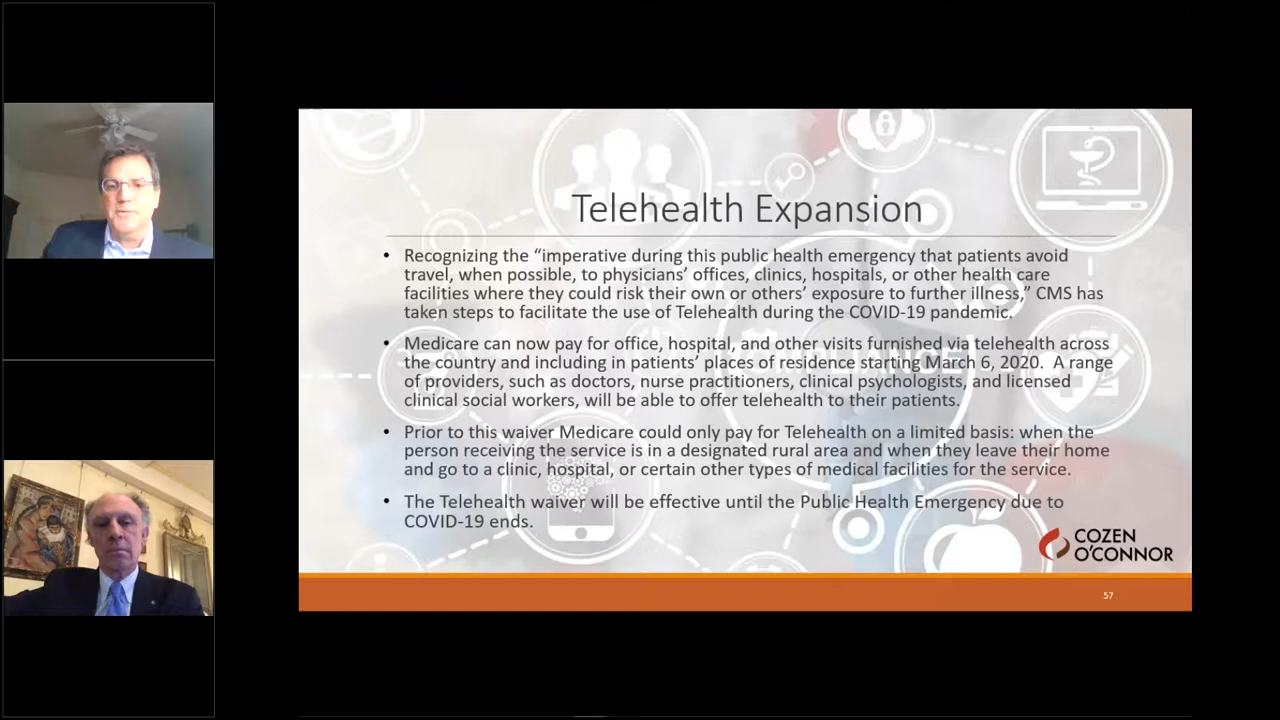 Telehealth Expansion
• Recognizing the “imperative during this public health emergency that patients avoid
travel, when possible, to physicians’ offices, clinics, hospitals, or other health care
facilities where they could risk their own or others’ exposure to further illness,” CMS has
taken steps to facilitate the use of Telehealth during the COVID-19 pandemic.
• Medicare can now pay for office, hospital, and other visits furnished via telehealth across
the country and including in patients’ places of residence starting March 6, 2020.  A range
of providers, such as doctors, nurse practitioners, clinical psychologists, and licensed
clinical social workers, will be able to offer telehealth to their patients.
• Prior to this waiver Medicare could only pay for Telehealth on a limited basis: when the
person receiving the service is in a designated rural area and when they leave their home
and go to a clinic, hospital, or certain other types of medical facilities for the service.
• The Telehealth waiver will be effective until the Public Health Emergency due to
COVID-19 ends.
COZEN
O’CONNOR
57